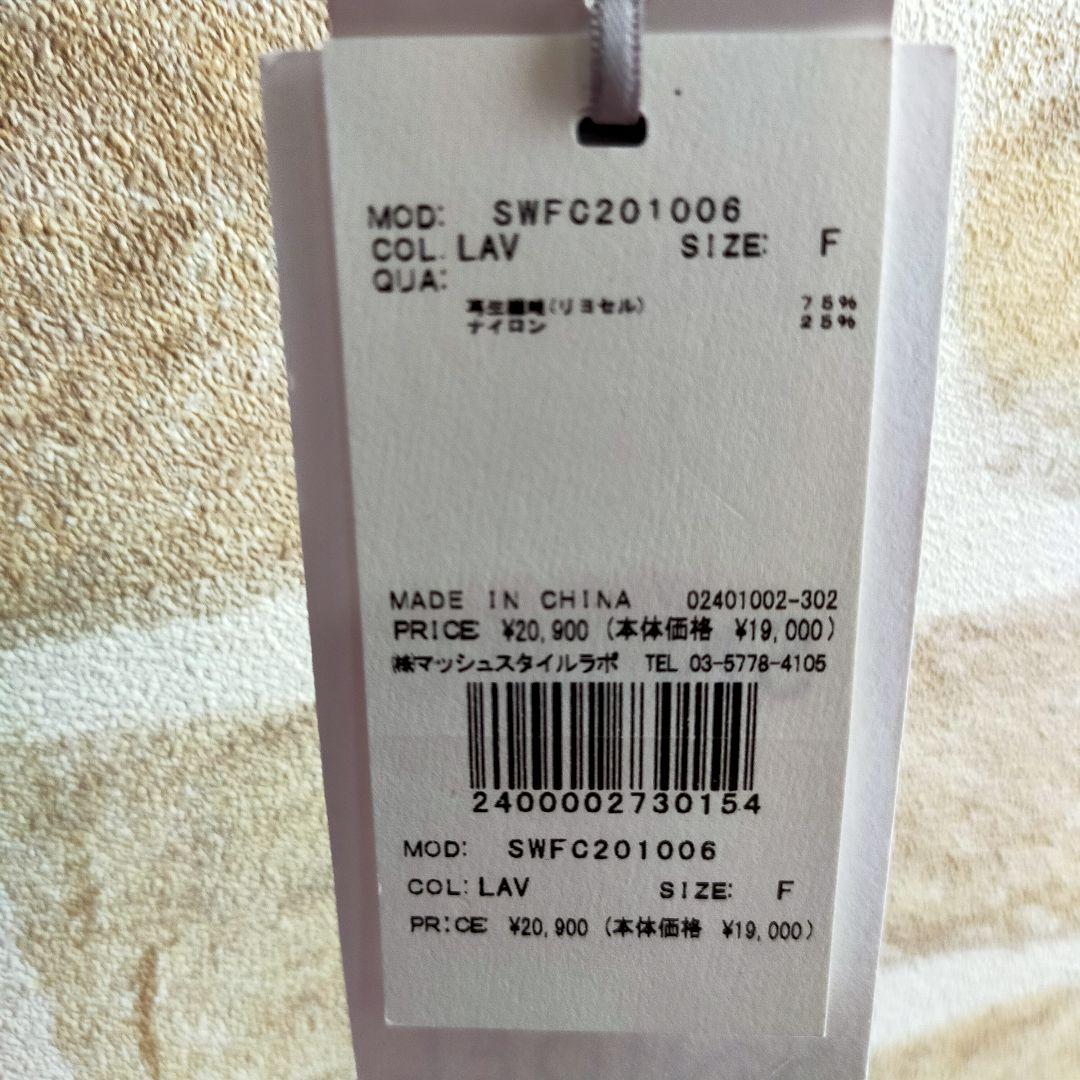 MOD: SWFC201006
COL. LAV SIZE: F
QUA:
再生繊維(リヨセル) 75%
ナイロン 25%
MADE IN CHINA 02401002-302
PRICE ¥20,900 (本体価格 ¥19,000)
㈱マッシュスタイルラボ TEL 03-5778-4105
2400002730154
MOD: SWFC201006
COL: LAV SIZE: F
PRICE ¥20,900 (本体価格 ¥19,000)